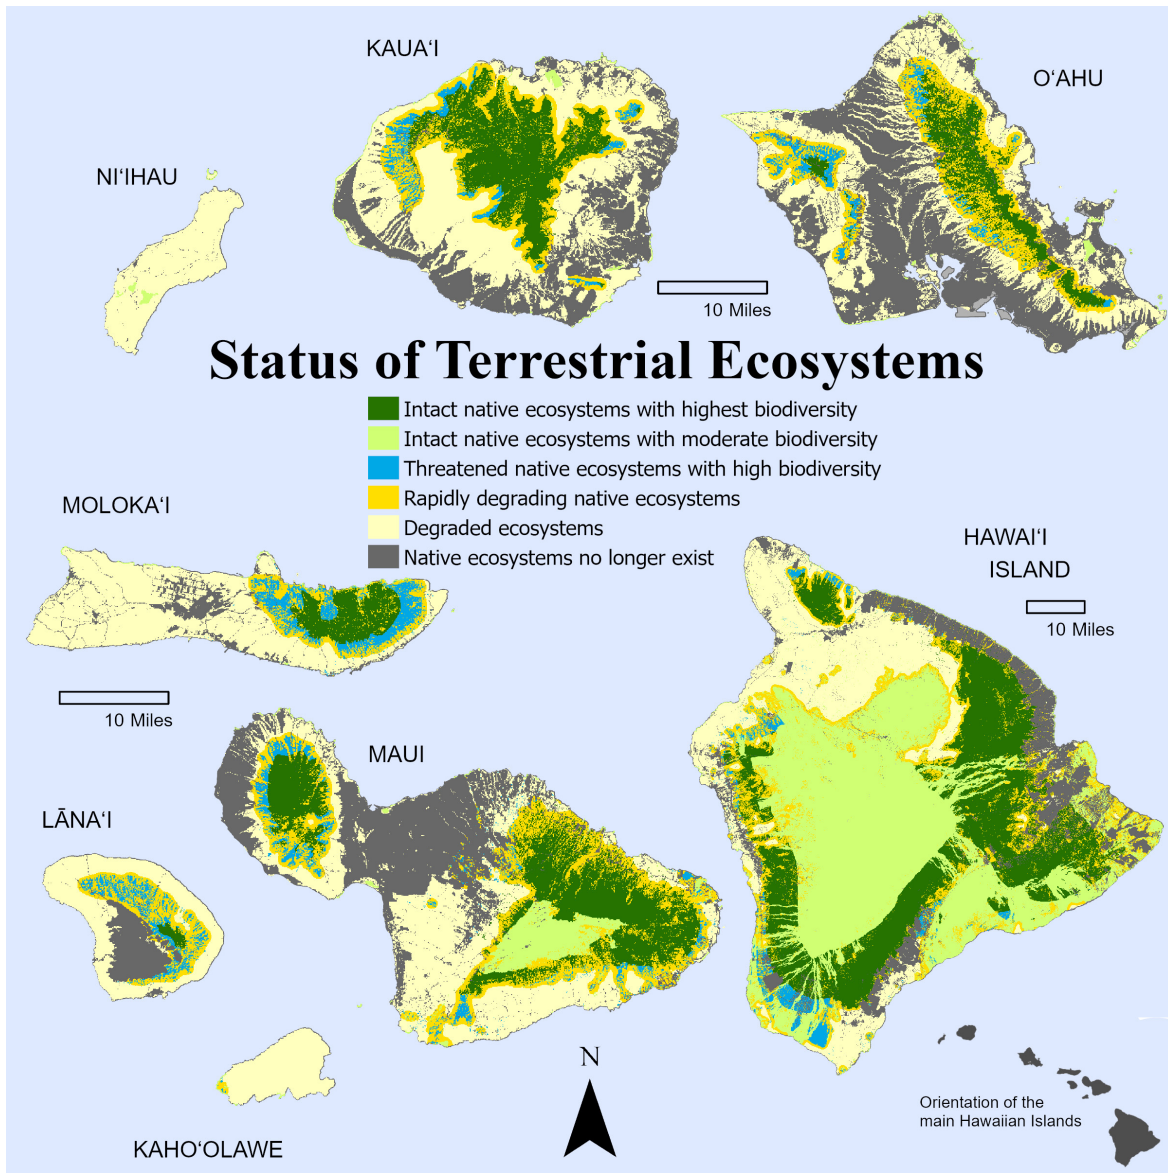 KAUAʻI
OʻAHU
NIʻIHAU
10 Miles
Status of Terrestrial Ecosystems
Intact native ecosystems with highest biodiversity
Intact native ecosystems with moderate biodiversity
Threatened native ecosystems with high biodiversity
Rapidly degrading native ecosystems
Degraded ecosystems
Native ecosystems no longer exist
MOLOKAʻI
HAWAIʻI
ISLAND
10 Miles
10 Miles
MAUI
LĀNAʻI
N
Orientation of the
main Hawaiian Islands
KAHOʻOLAWE